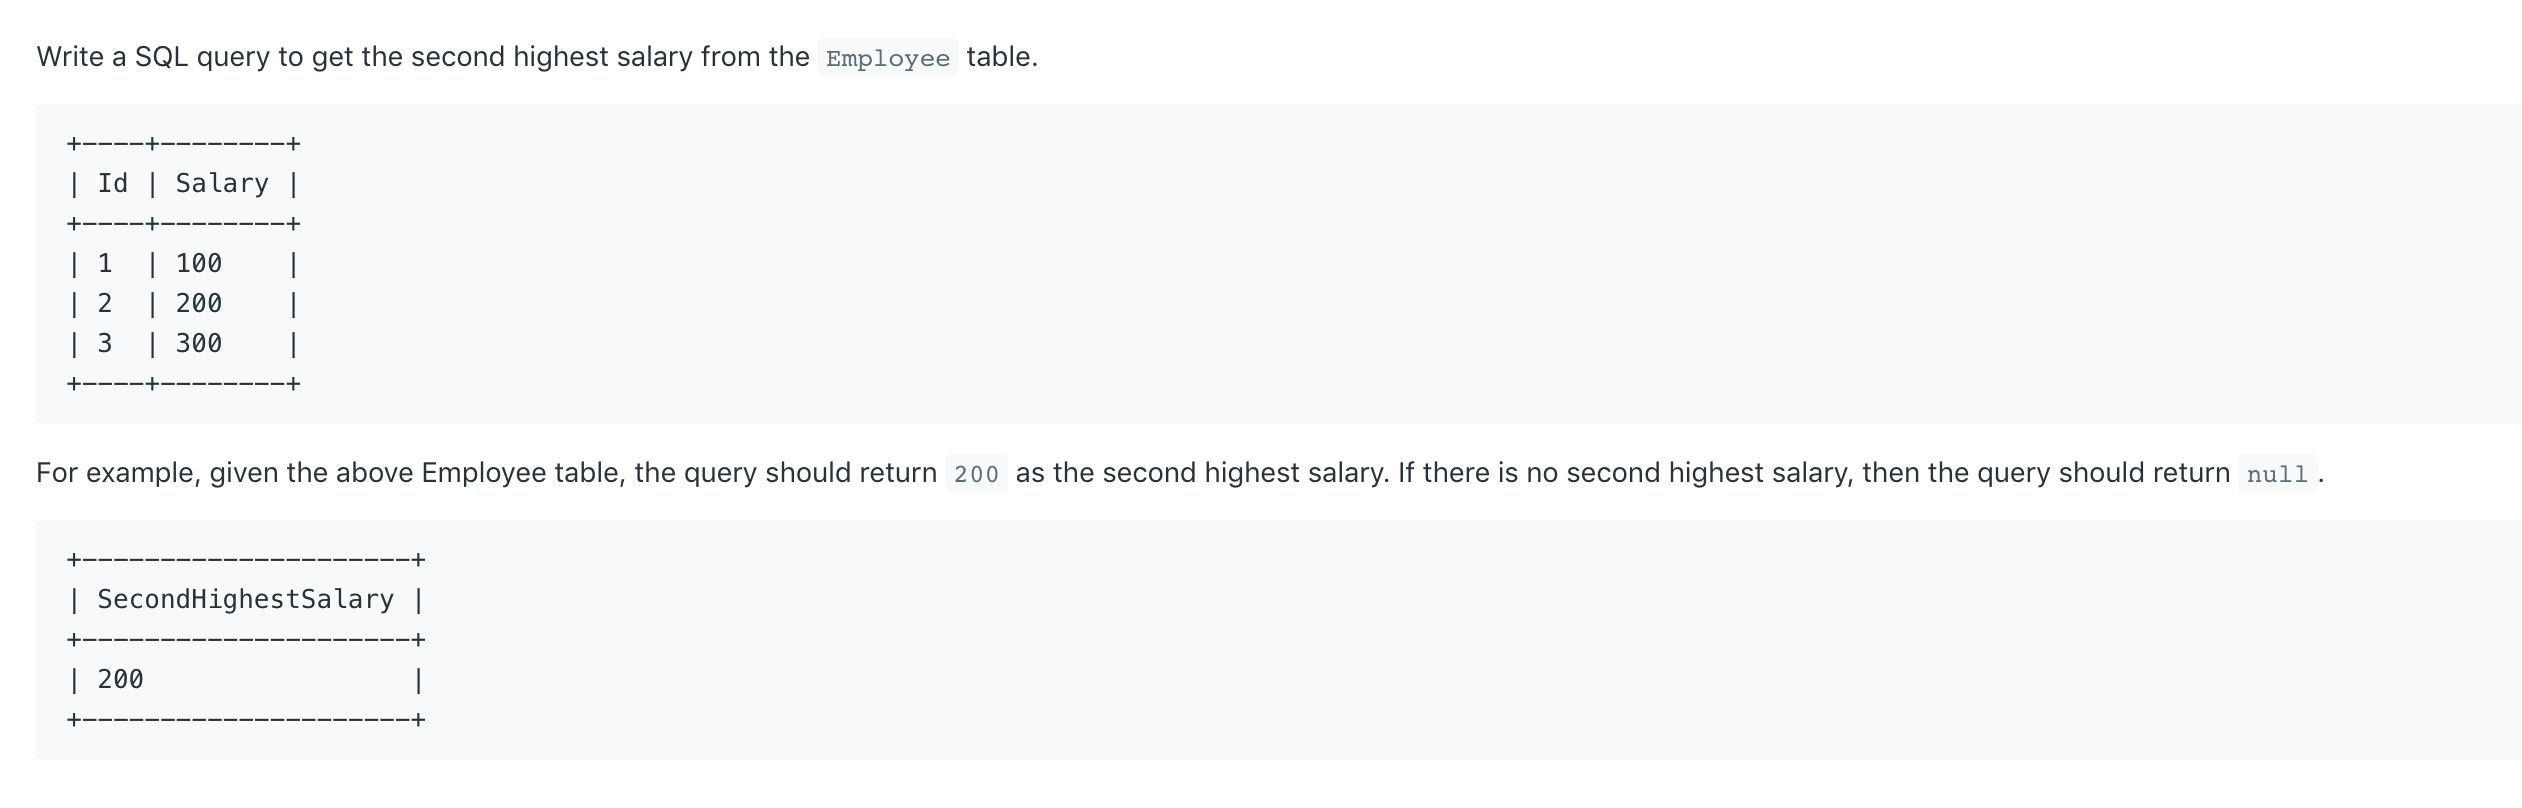 Write a SQL query to get the second highest salary from the Employee table.
+----+--------+
| Id | Salary |
+----+--------+
| 1  | 100    |
| 2  | 200    |
| 3  | 300    |
+----+--------+
For example, given the above Employee table, the query should return 200 as the second highest salary. If there is no second highest salary, then the query should return null.
+---------------------+
| SecondHighestSalary |
+---------------------+
| 200                 |
+---------------------+